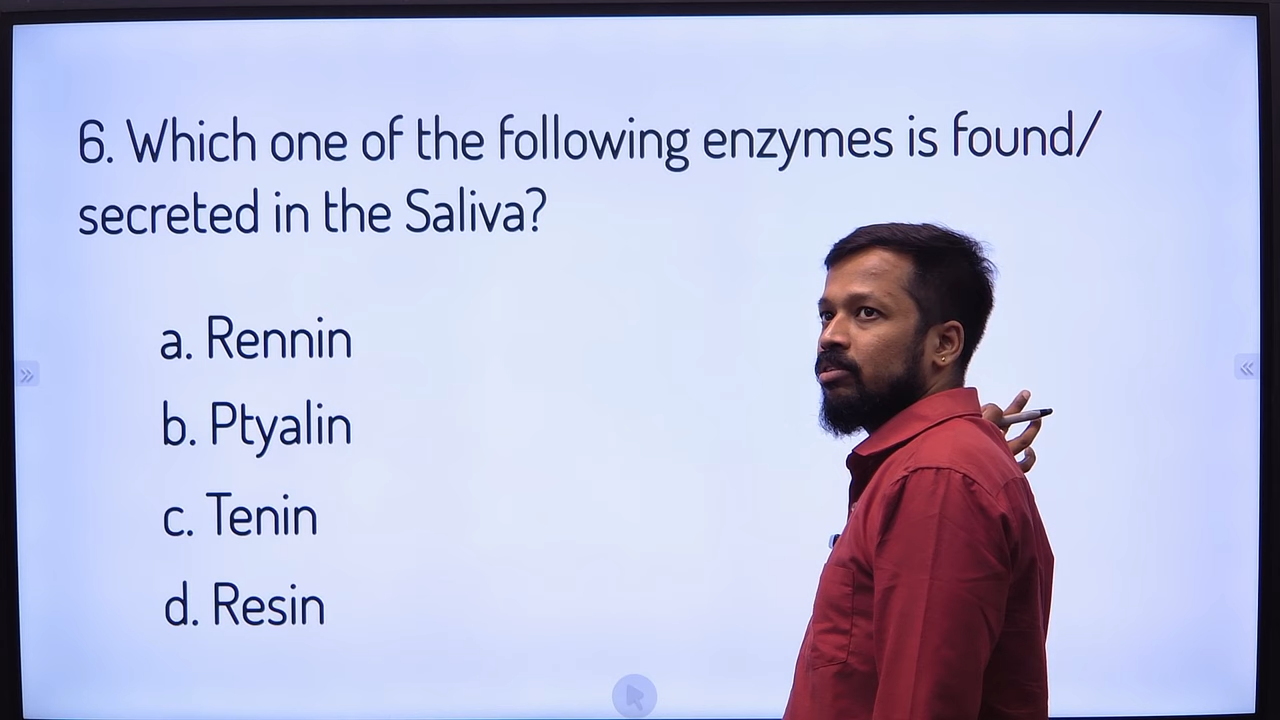 6. Which one of the following enzymes is found/
secreted in the Saliva?
a. Rennin
b. Ptyalin
c. Tenin
d. Resin